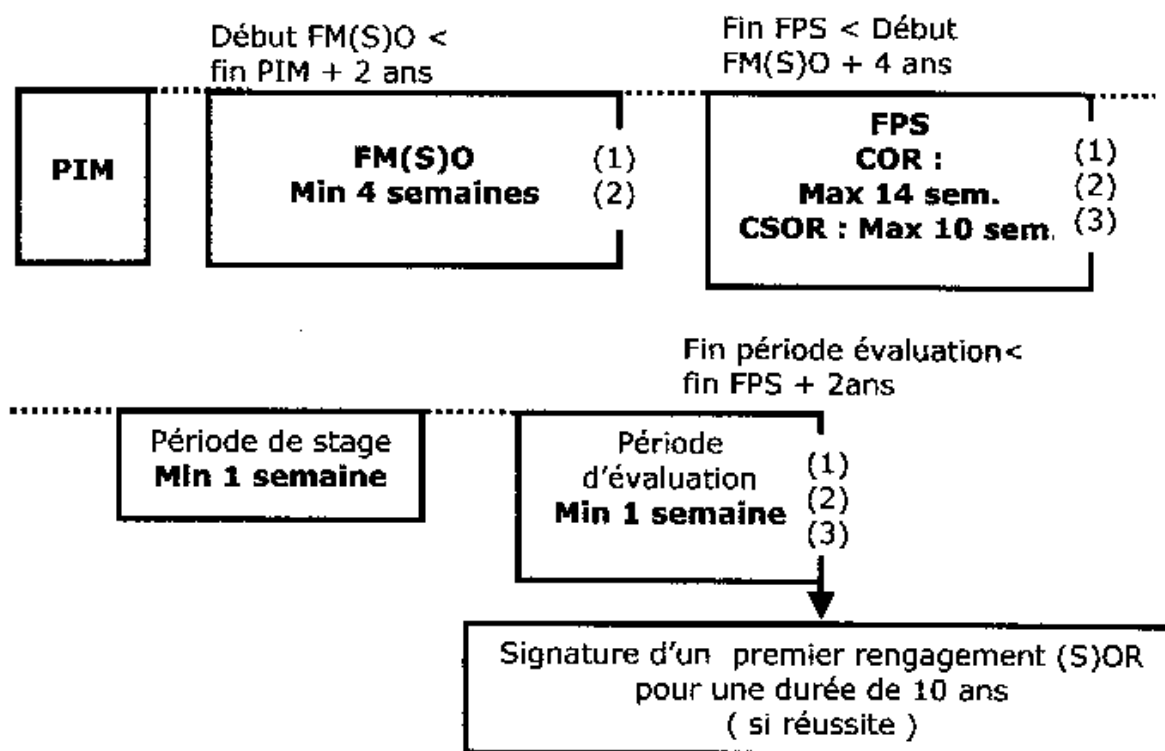 Début FM(S)O <
fin PIM + 2 ans
Fin FPS < Début
FM(S)O + 4 ans
PIM
FM(S)O
Min 4 semaines
(1)
(2)
FPS
COR :
Max 14 sem.
CSOR : Max 10 sem.
(1)
(2)
(3)
Fin période évaluation<
fin FPS + 2ans
Période de stage
Min 1 semaine
Période
d'évaluation
Min 1 semaine
(1)
(2)
(3)
Signature d'un premier rengagement (S)OR
pour une durée de 10 ans
( si réussite )